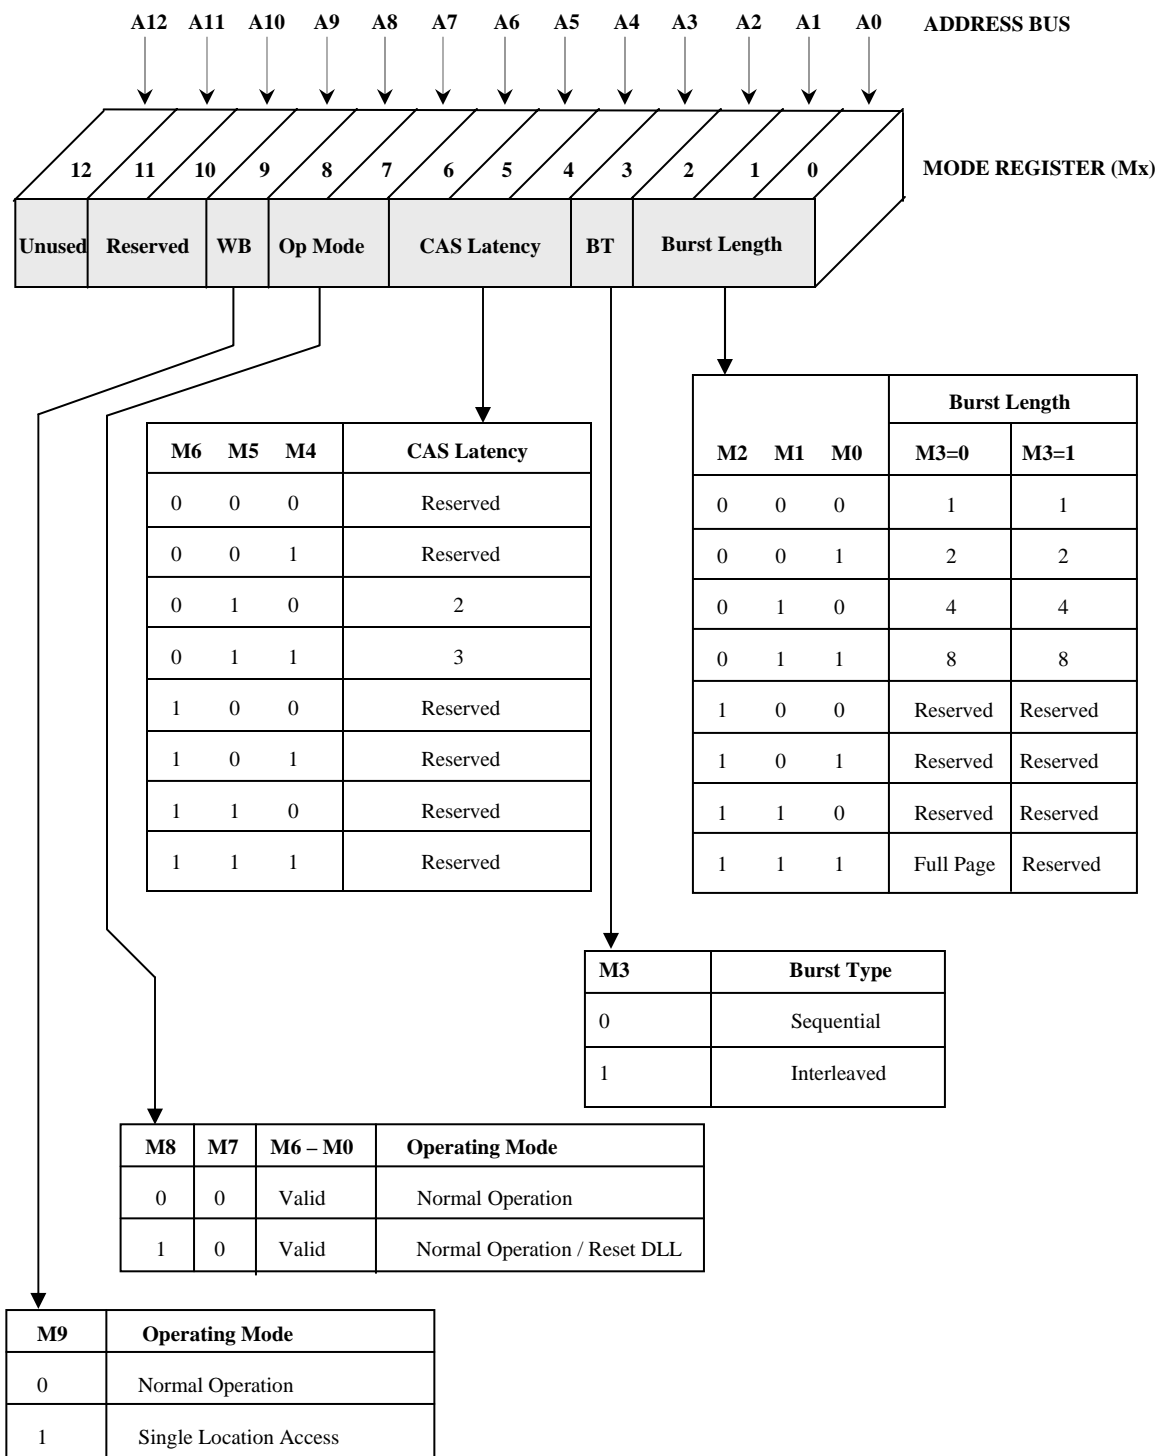 A12 A11 A10 A9 A8 A7 A6 A5 A4 A3 A2 A1 A0 ADDRESS BUS
12 11 10 9 8 7 6 5 4 3 2 1 0 MODE REGISTER (Mx)
Unused Reserved WB Op Mode CAS Latency BT Burst Length
M6 M5 M4 CAS Latency
0 0 0 Reserved
0 0 1 Reserved
0 1 0 2
0 1 1 3
1 0 0 Reserved
1 0 1 Reserved
1 1 0 Reserved
1 1 1 Reserved
Burst Length
M2 M1 M0 M3=0 M3=1
0 0 0 1 1
0 0 1 2 2
0 1 0 4 4
0 1 1 8 8
1 0 0 Reserved Reserved
1 0 1 Reserved Reserved
1 1 0 Reserved Reserved
1 1 1 Full Page Reserved
M3 Burst Type
0 Sequential
1 Interleaved
M8 M7 M6 – M0 Operating Mode
0 0 Valid Normal Operation
1 0 Valid Normal Operation / Reset DLL
M9 Operating Mode
0 Normal Operation
1 Single Location Access